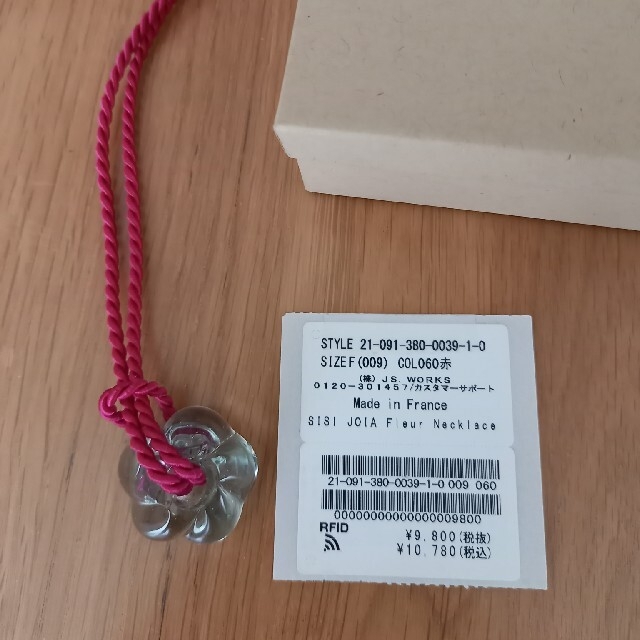 STYLE 21-091-380-0039-1-0
SIZEF(009) COL060赤
(株) J.S. WORKS
0120-301457/カスタマーサポート
Made in France
SISI JOIA Fleur Necklace
21-091-380-0039-1-0 009 060
00000000000000009800
RFID
¥9,800(税抜)
¥10,780(税込)